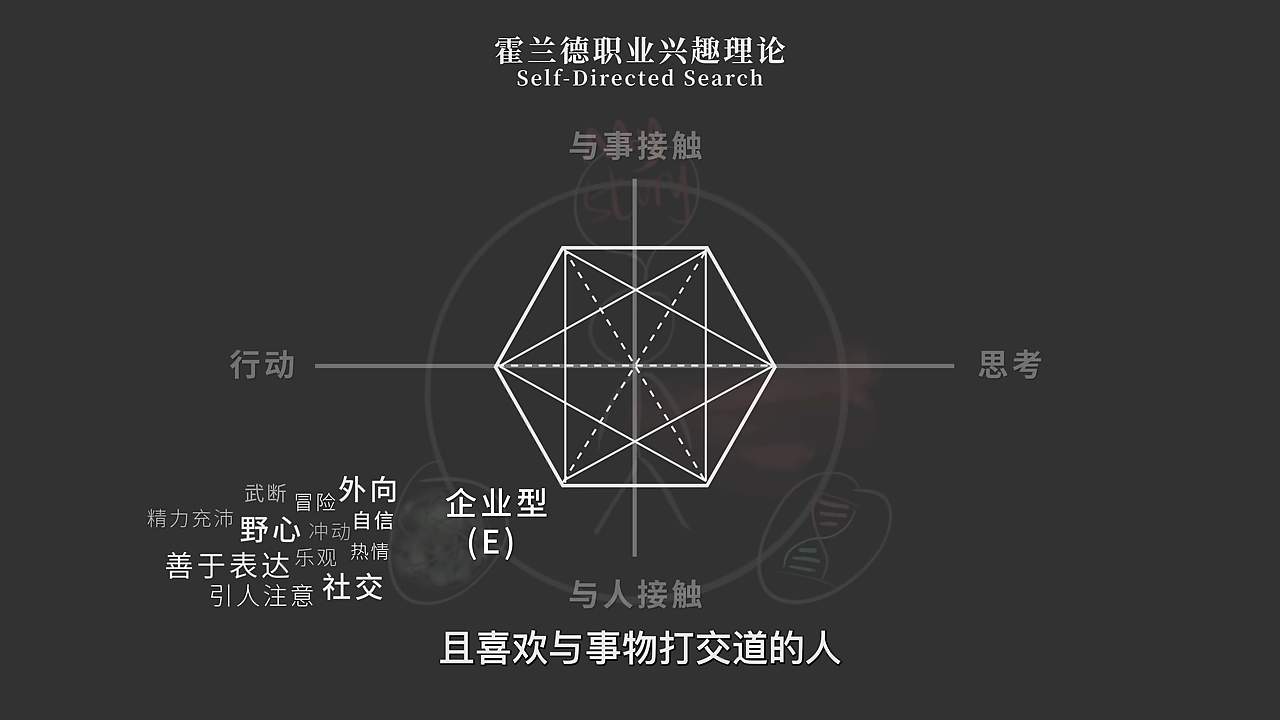 霍兰德职业兴趣理论
Self-Directed Search
与事接触
story
行动
思考
武断
冒险
外向
精力充沛
野心
冲动
自信
善于表达
乐观
热情
引人注意
社交
企业型
(E)
与人接触
且喜欢与事物打交道的人